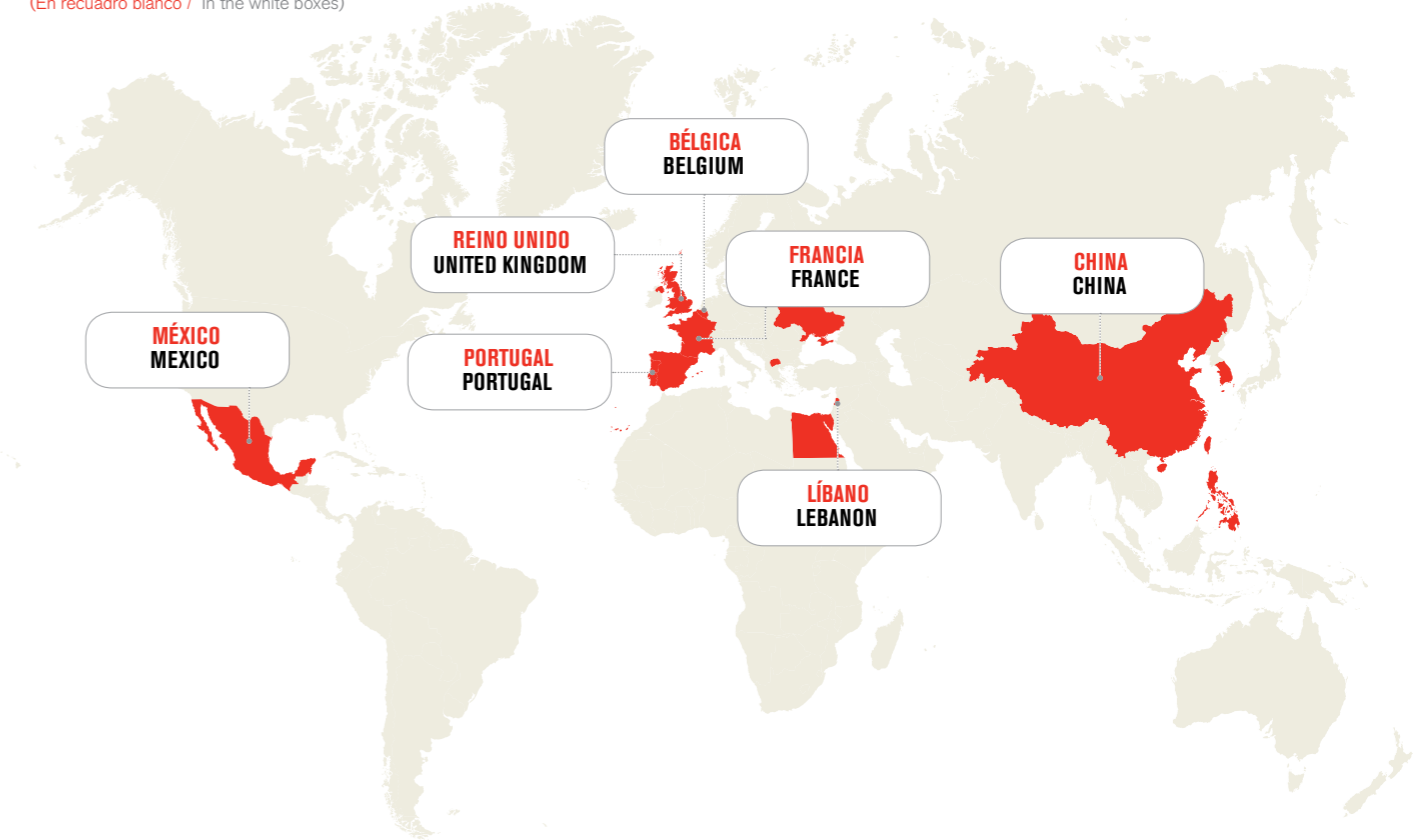 (En recuadro blanco / In the white boxes)
BÉLGICA
BELGIUM
REINO UNIDO
UNITED KINGDOM
FRANCIA
FRANCE
CHINA
CHINA
MÉXICO
MEXICO
PORTUGAL
PORTUGAL
LÍBANO
LEBANON